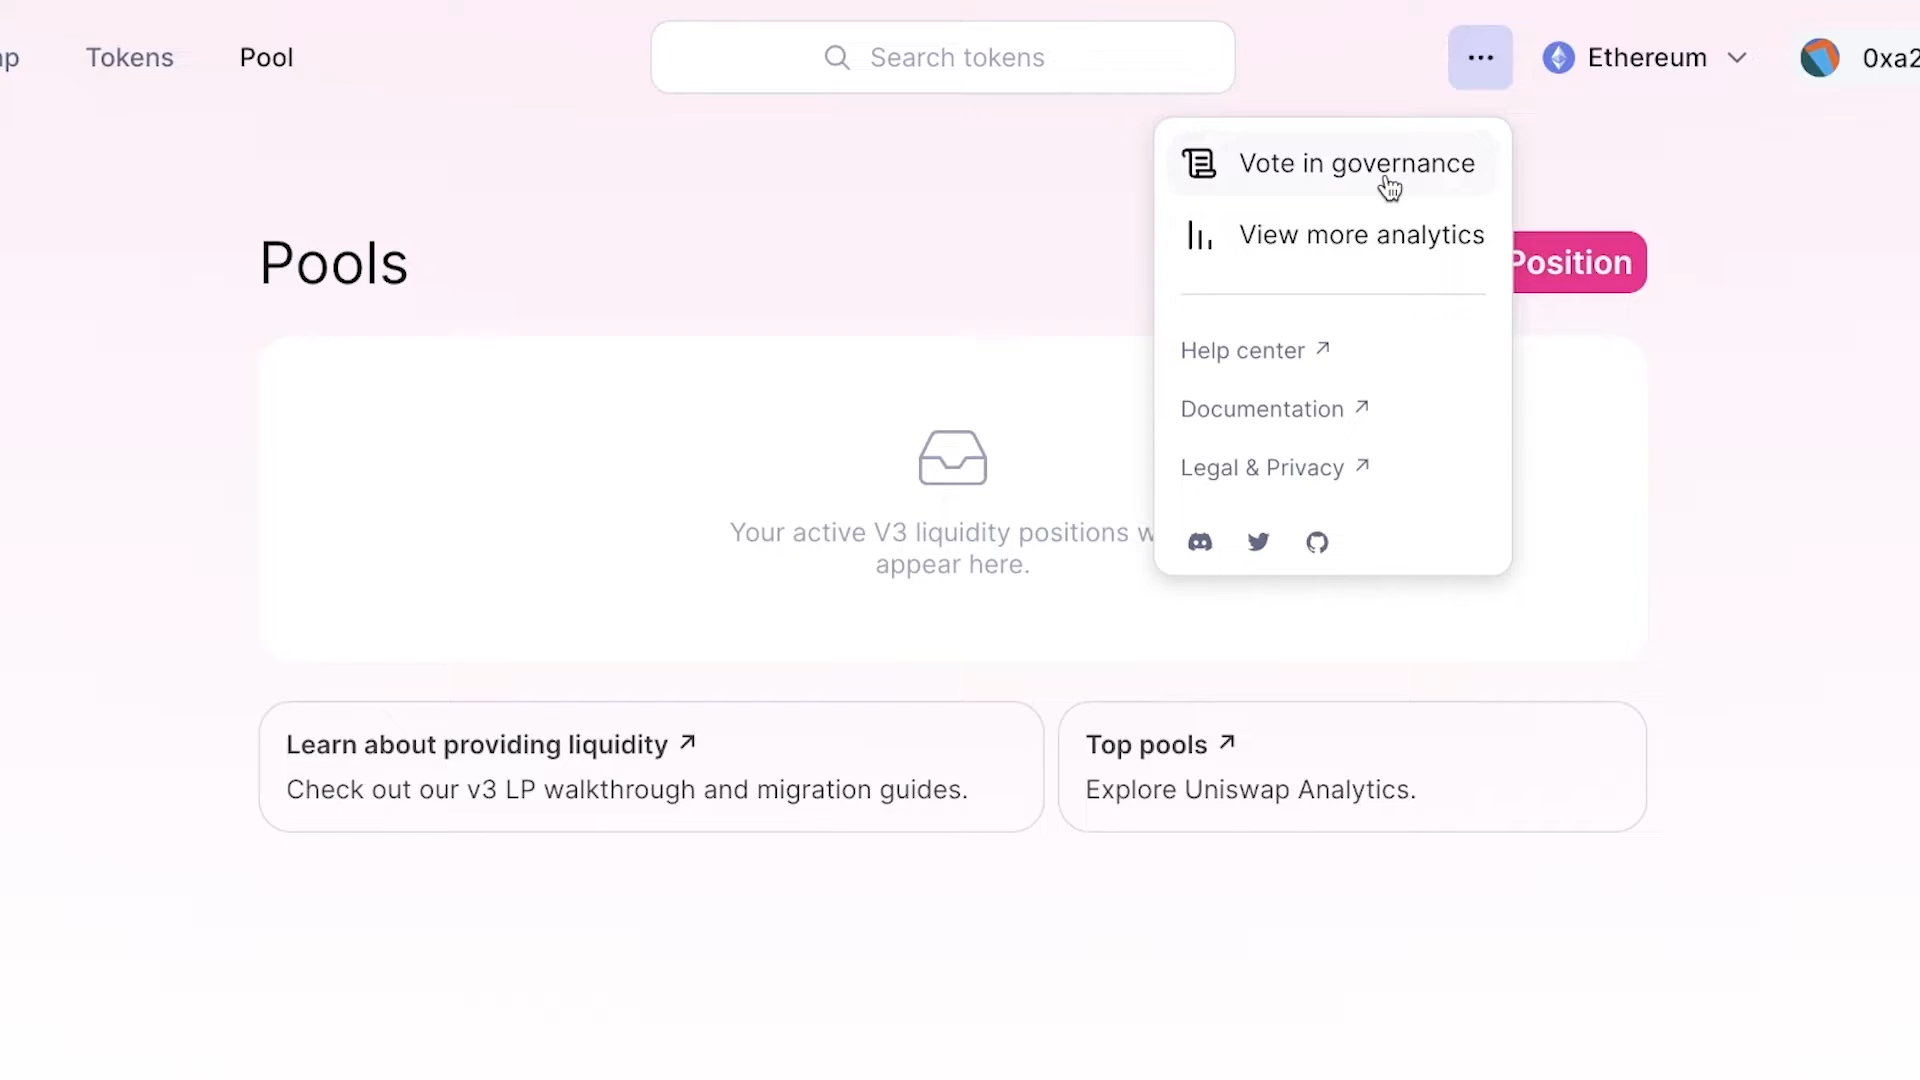 Tokens
Pool
Search tokens
Ethereum
Vote in governance
View more analytics
Pools
Position
Help center
Documentation
Legal & Privacy
Your active V3 liquidity positions
appear here.
Learn about providing liquidity
Check out our v3 LP walkthrough and migration guides.
Top pools
Explore Uniswap Analytics.